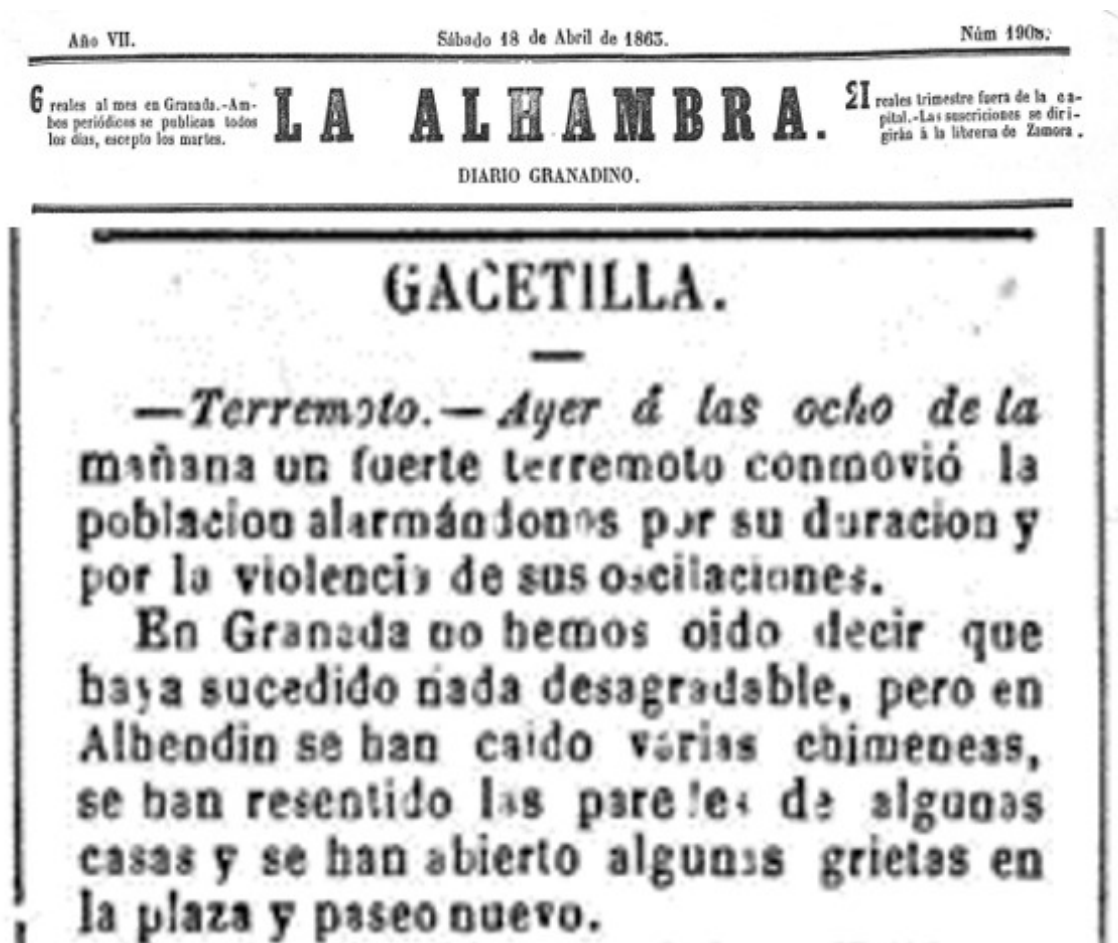 Año VII.
Sábado 18 de Abril de 1863.
Núm 1908.
6 reales al mes en Granada.-Am-
bos periódicos se publican todos
los dias, escepto los martes.
LA ALHAMBRA.
21 reales trimestre fuera de la ca-
pital.-Las suscriciones se diri-
girán á la libreria de Zamora.
DIARIO GRANADINO.
GACETILLA.
—Terremoto.—Ayer á las ocho de la
mañana un fuerte terremoto conmovió la
poblacion alarmándonos por su duracion y
por la violencia de sus oscilaciones.
En Granada no hemos oido decir que
haya sucedido nada desagradable, pero en
Albendin se han caido varias chimeneas,
se han resentido las paredes de algunas
casas y se han abierto algunas grietas en
la plaza y paseo nuevo.